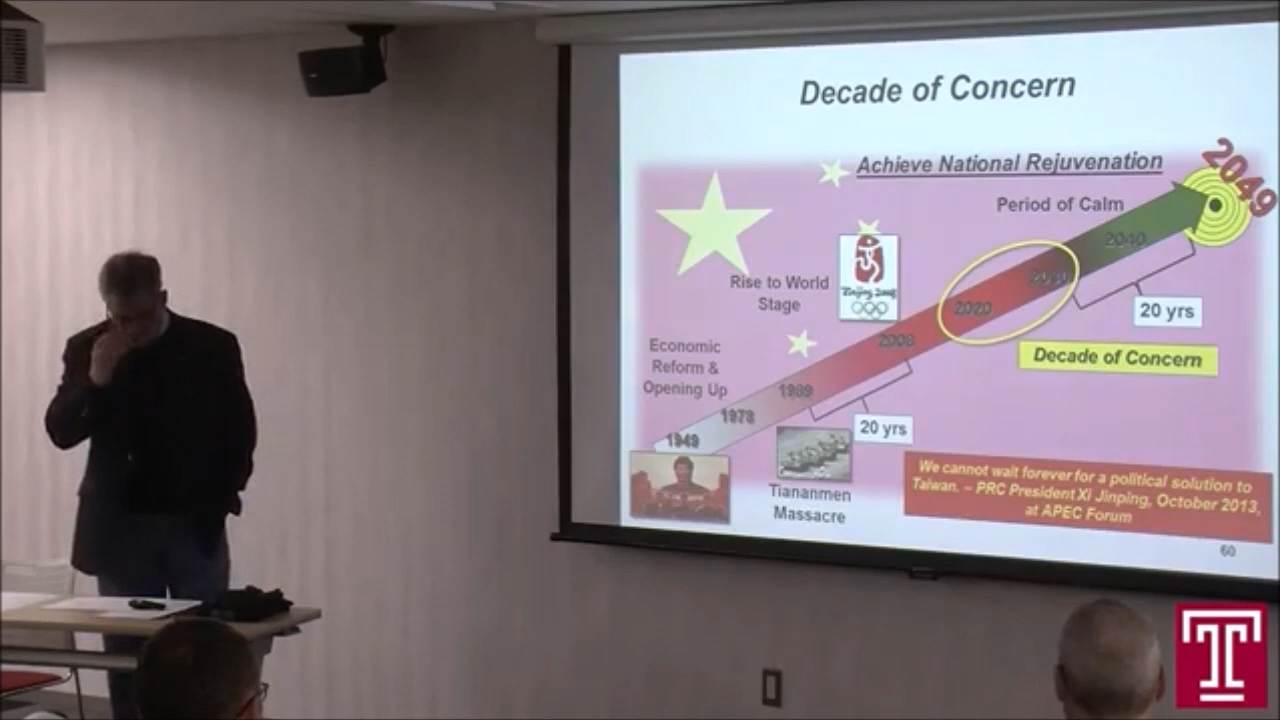 Decade of Concern
Achieve National Rejuvenation
2049
Period of Calm
2040
Rise to World
Stage
Beijing 2008
2020
20 yrs
2008
Decade of Concern
Economic
Reform &
Opening Up
1989
1978
20 yrs
1949
We cannot wait forever for a political solution to
Taiwan. – PRC President Xi Jinping, October 2013,
at APEC Forum
Tiananmen
Massacre
60
T